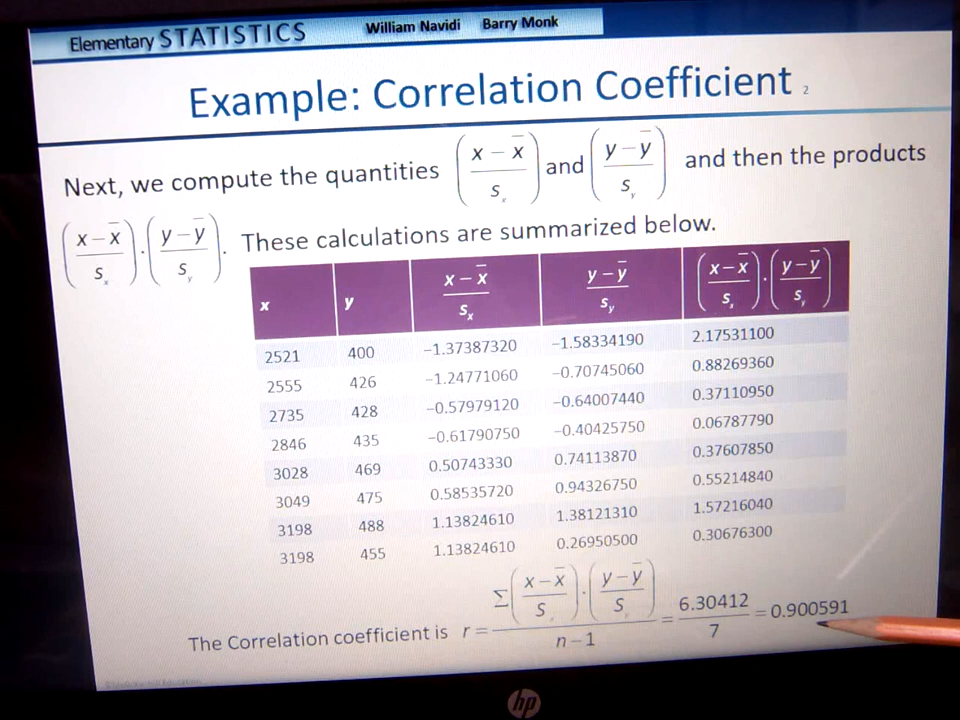 Elementary STATISTICS William Navidi Barry Monk
Example: Correlation Coefficient 2
Next, we compute the quantities (x − x̄ / sₓ) and (y − ȳ / sᵧ) and then the products
(x − x̄ / sₓ) · (y − ȳ / sᵧ). These calculations are summarized below.
x y x − x̄ / sₓ y − ȳ / sᵧ (x − x̄ / sₓ) · (y − ȳ / sᵧ)
2521 400 −1.37387320 −1.58334190 2.17531100
2555 426 −1.24771060 −0.70745060 0.88269360
2735 428 −0.57979120 −0.64007440 0.37110950
2846 435 −0.61790750 −0.40425750 0.06787790
3028 469 0.50743330 0.74113870 0.37607850
3049 475 0.58535720 0.94326750 0.55214840
3198 488 1.13824610 1.38121310 1.57216040
3198 455 1.13824610 0.26950500 0.30676300
The Correlation coefficient is r = Σ(x − x̄ / sₓ) · (y − ȳ / sᵧ) / n − 1 = 6.30412 / 7 = 0.900591
hp